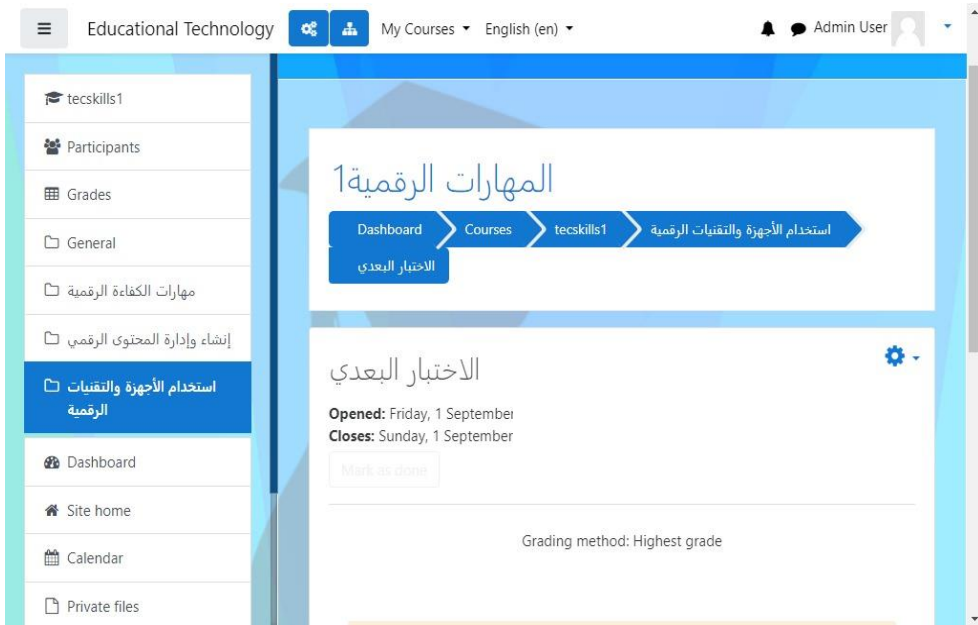 Educational Technology
My Courses
English (en)
Admin User
tecskills1
Participants
Grades
General
مهارات الكفاءة الرقمية
إنشاء وإدارة المحتوى الرقمي
استخدام الأجهزة والتقنيات
الرقمية
Dashboard
Site home
Calendar
Private files
المهارات الرقمية1
Dashboard
Courses
tecskills1
استخدام الأجهزة والتقنيات الرقمية
الاختبار البعدي
الاختبار البعدي
Opened: Friday, 1 September
Closes: Sunday, 1 September
Mark as done
Grading method: Highest grade